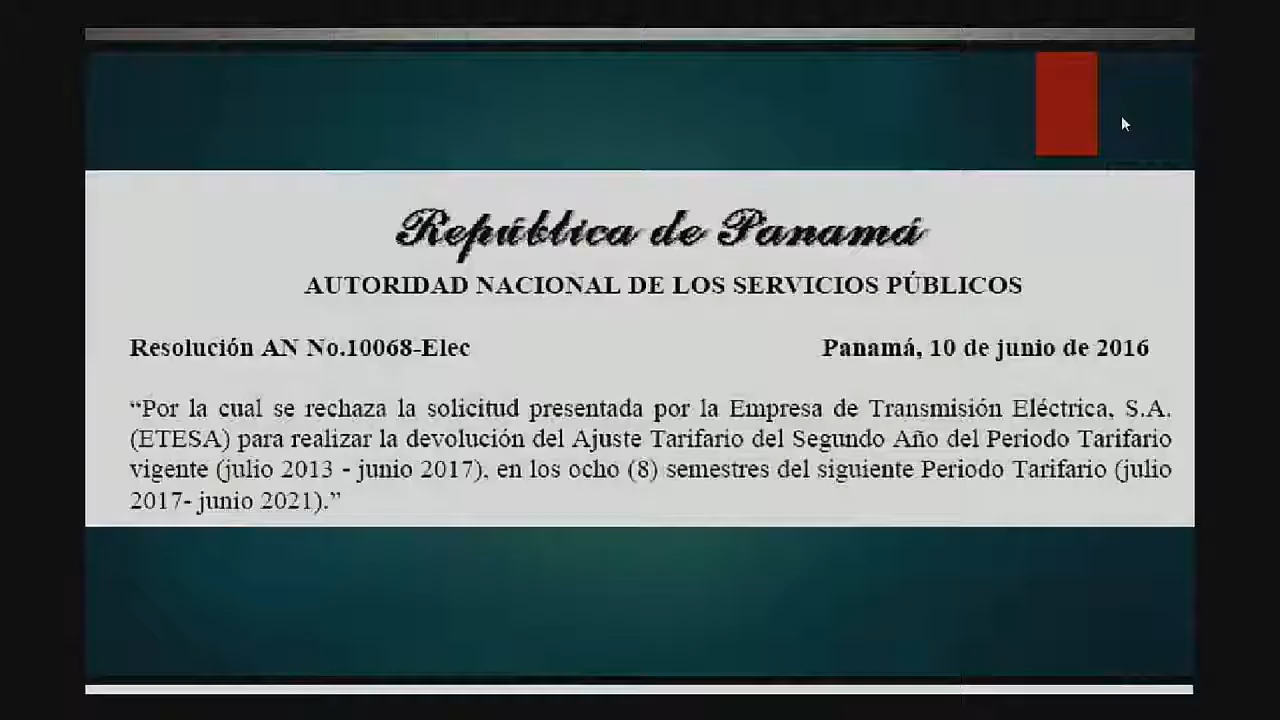 República de Panamá
AUTORIDAD NACIONAL DE LOS SERVICIOS PÚBLICOS
Resolución AN No.10068-Elec Panamá, 10 de junio de 2016
“Por la cual se rechaza la solicitud presentada por la Empresa de Transmisión Eléctrica, S.A.
(ETESA) para realizar la devolución del Ajuste Tarifario del Segundo Año del Periodo Tarifario
vigente (julio 2013 - junio 2017), en los ocho (8) semestres del siguiente Periodo Tarifario (julio
2017- junio 2021).”